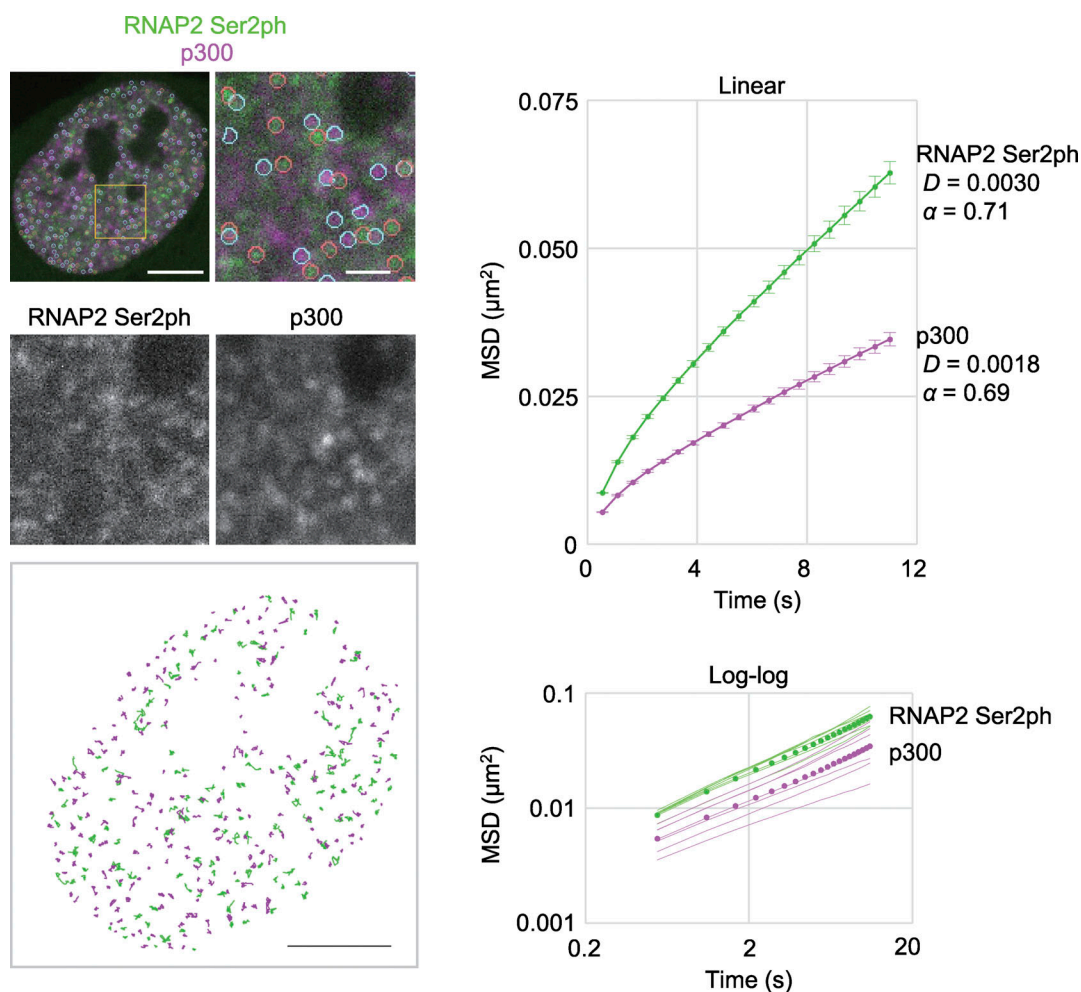 RNAP2 Ser2ph
p300
RNAP2 Ser2ph
p300
Linear
0.075
0.050
0.025
0
MSD (µm²)
0
4
8
12
Time (s)
RNAP2 Ser2ph
D = 0.0030
α = 0.71
p300
D = 0.0018
α = 0.69
Log-log
0.1
0.01
0.001
MSD (µm²)
0.2
2
20
Time (s)
RNAP2 Ser2ph
p300